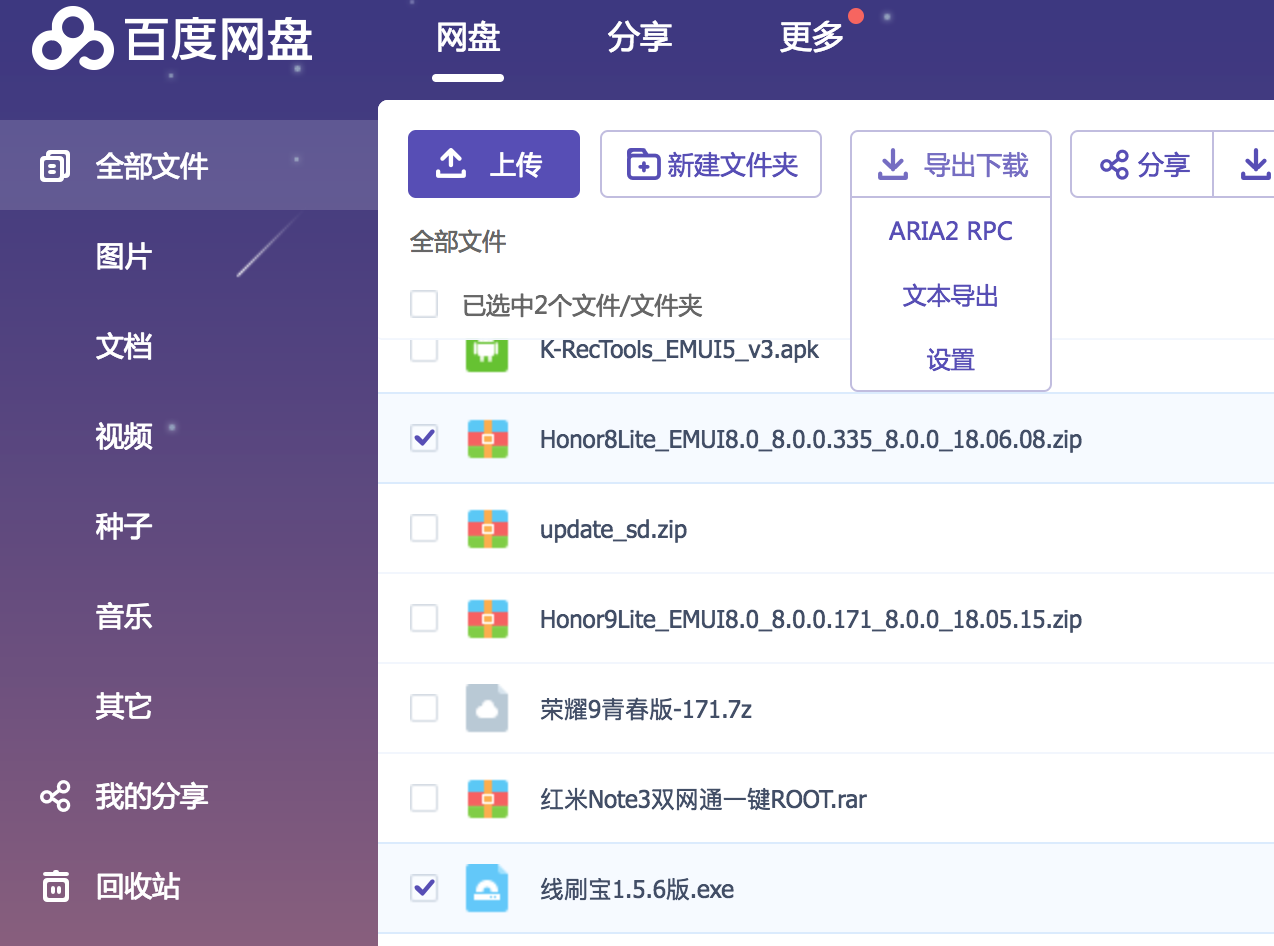 百度网盘
网盘
分享
更多
全部文件
图片
文档
视频
种子
音乐
其它
我的分享
回收站
上传
新建文件夹
导出下载
分享
ARIA2 RPC
文本导出
设置
全部文件
已选中2个文件/文件夹
K-RecTools_EMUI5_v3.apk
Honor8Lite_EMUI8.0_8.0.0.335_8.0.0_18.06.08.zip
update_sd.zip
Honor9Lite_EMUI8.0_8.0.0.171_8.0.0_18.05.15.zip
荣耀9青春版-171.7z
红米Note3双网通一键ROOT.rar
线刷宝1.5.6版.exe